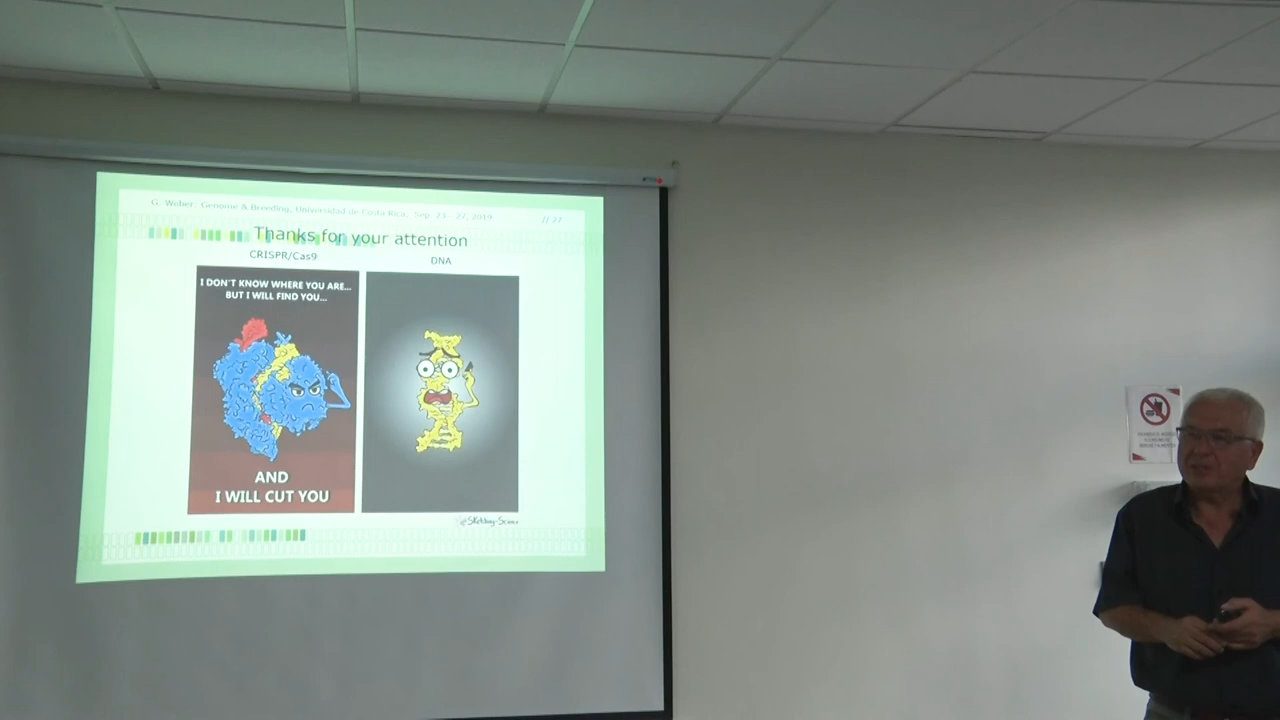 G. Weber: Genome & Breeding, Universidad de Costa Rica, Sep. 23 - 27, 2019 // 27
Thanks for your attention
CRISPR/Cas9
DNA
I DON'T KNOW WHERE YOU ARE...
BUT I WILL FIND YOU...
AND
I WILL CUT YOU